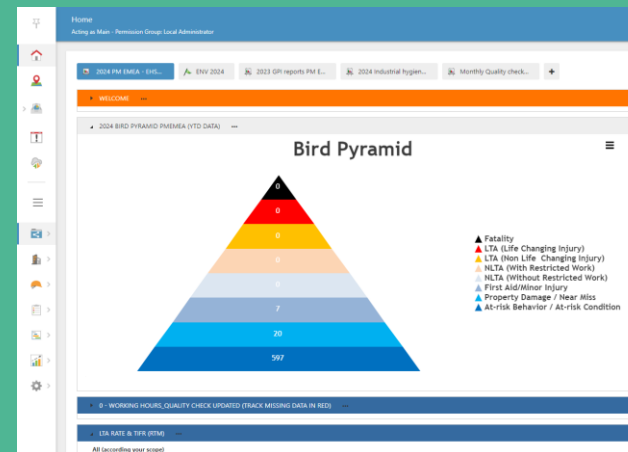 Home
Acting as Main - Permission Group: Local Administrator
2024 PM EMEA - EHS...
ENV 2024
2023 GPI reports PM E...
2024 Industrial hygien...
Monthly Quality check...
WELCOME ...
2024 BIRD PYRAMID PMEMEA (YTD DATA) ...
Bird Pyramid
0
0
0
0
0
7
20
597
Fatality
LTA (Life Changing Injury)
LTA (Non Life Changing Injury)
NLTA (With Restricted Work)
NLTA (Without Restricted Work)
First Aid/Minor Injury
Property Damage / Near Miss
At-risk Behavior / At-risk Condition
0 - WORKING HOURS_QUALITY CHECK UPDATED (TRACK MISSING DATA IN RED) ...
LTA RATE & TIFR (RTM) ...
All (according your scope)